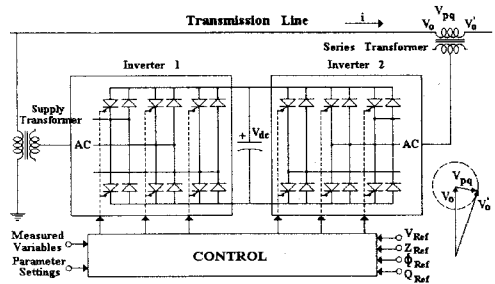 Transmission Line
i
Vpq
Vo
Vo'
Series Transformer
Inverter 1
Inverter 2
Supply
Transformer
AC
+
Vdc
AC
Vpq
Vo
Vo'
Measured
Variables
Parameter
Settings
CONTROL
VRef
ZRef
ΦRef
QRef